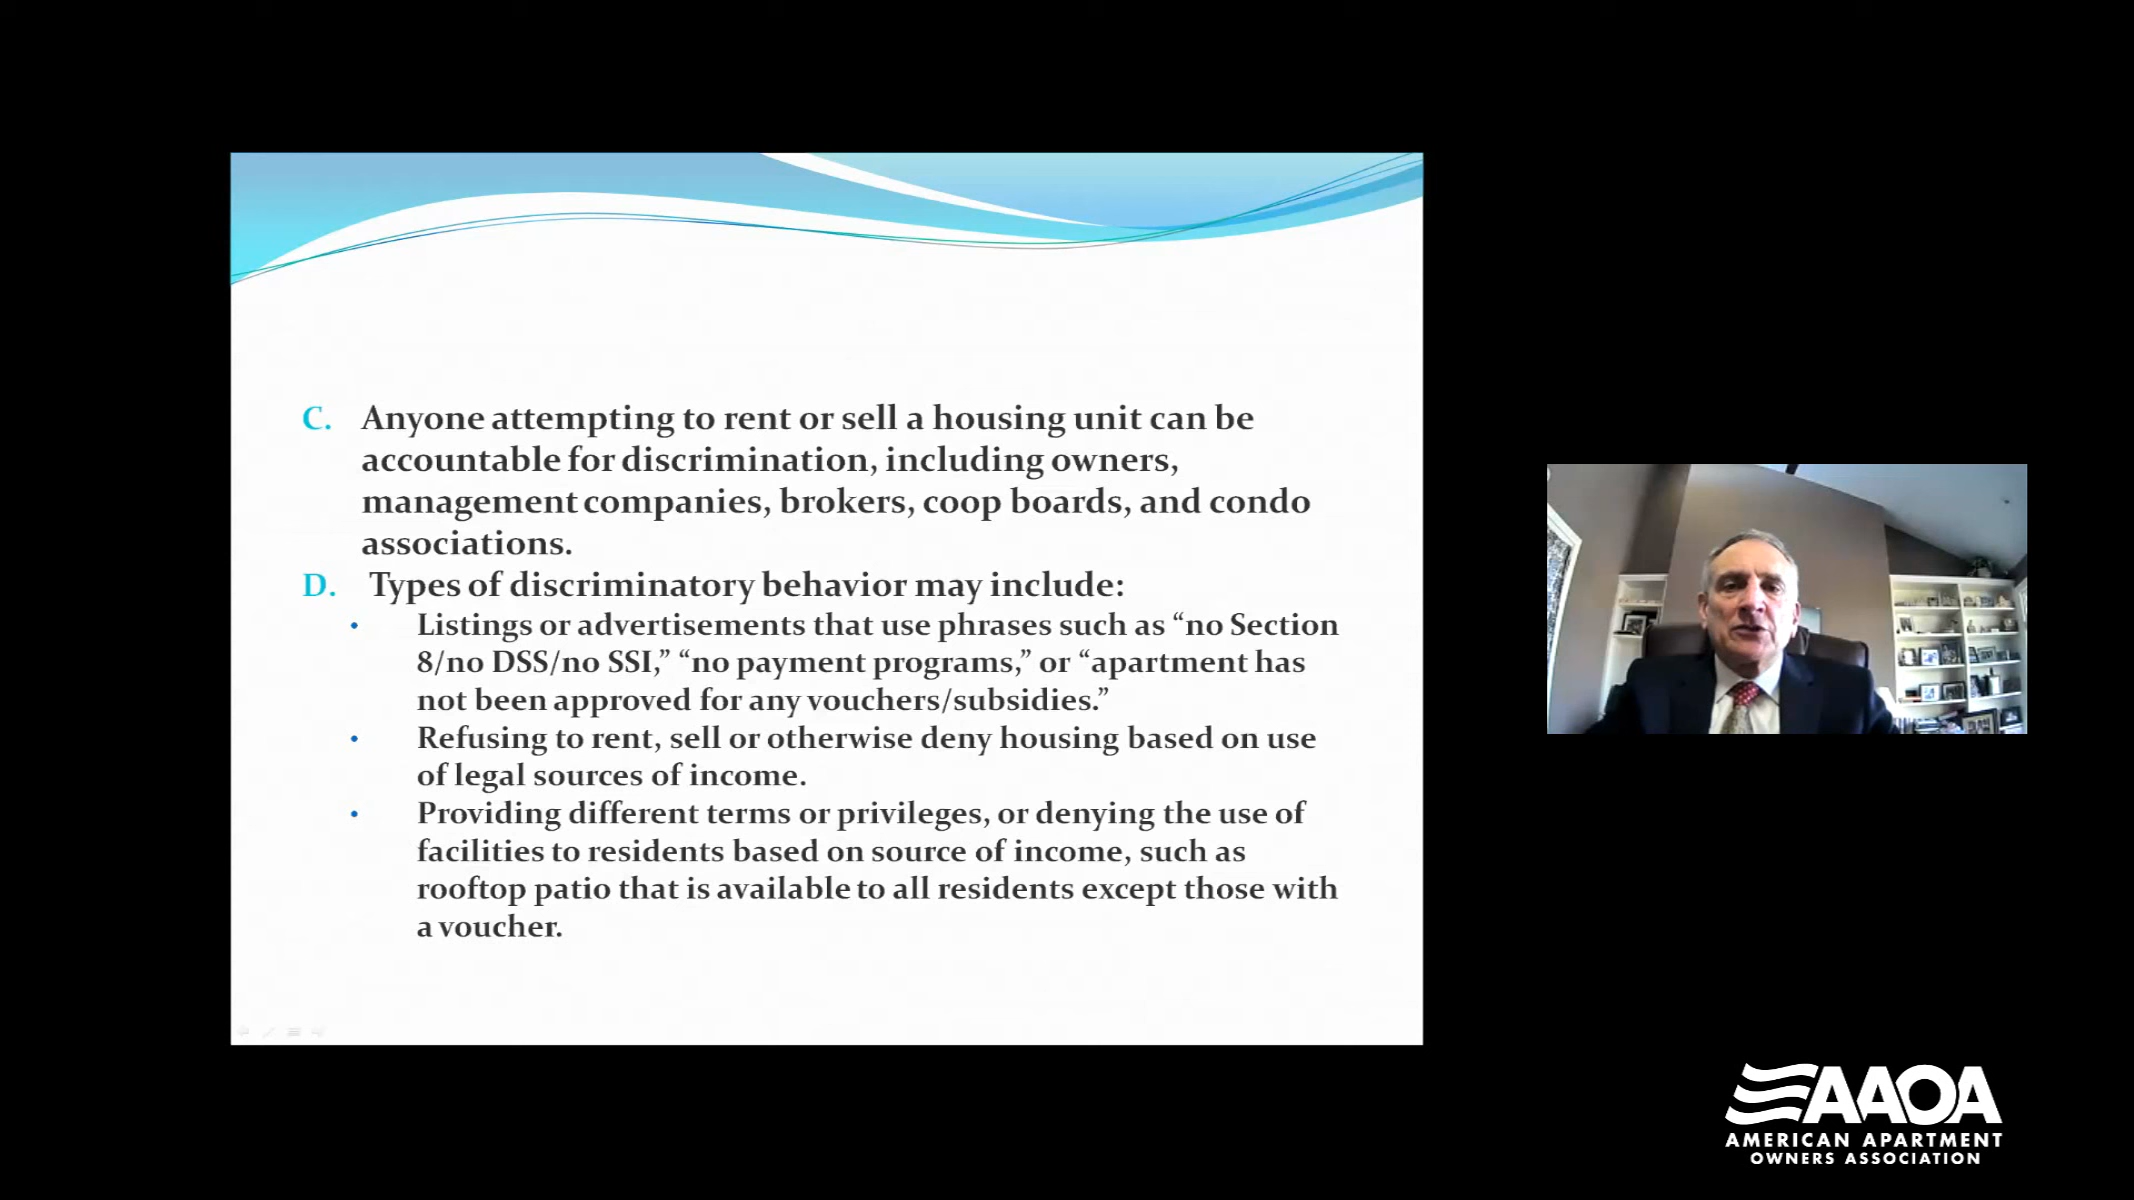 C. Anyone attempting to rent or sell a housing unit can be
accountable for discrimination, including owners,
management companies, brokers, coop boards, and condo
associations.
D. Types of discriminatory behavior may include:
• Listings or advertisements that use phrases such as “no Section
8/no DSS/no SSI,” “no payment programs,” or “apartment has
not been approved for any vouchers/subsidies.”
• Refusing to rent, sell or otherwise deny housing based on use
of legal sources of income.
• Providing different terms or privileges, or denying the use of
facilities to residents based on source of income, such as
rooftop patio that is available to all residents except those with
a voucher.
AAOA
AMERICAN APARTMENT
OWNERS ASSOCIATION